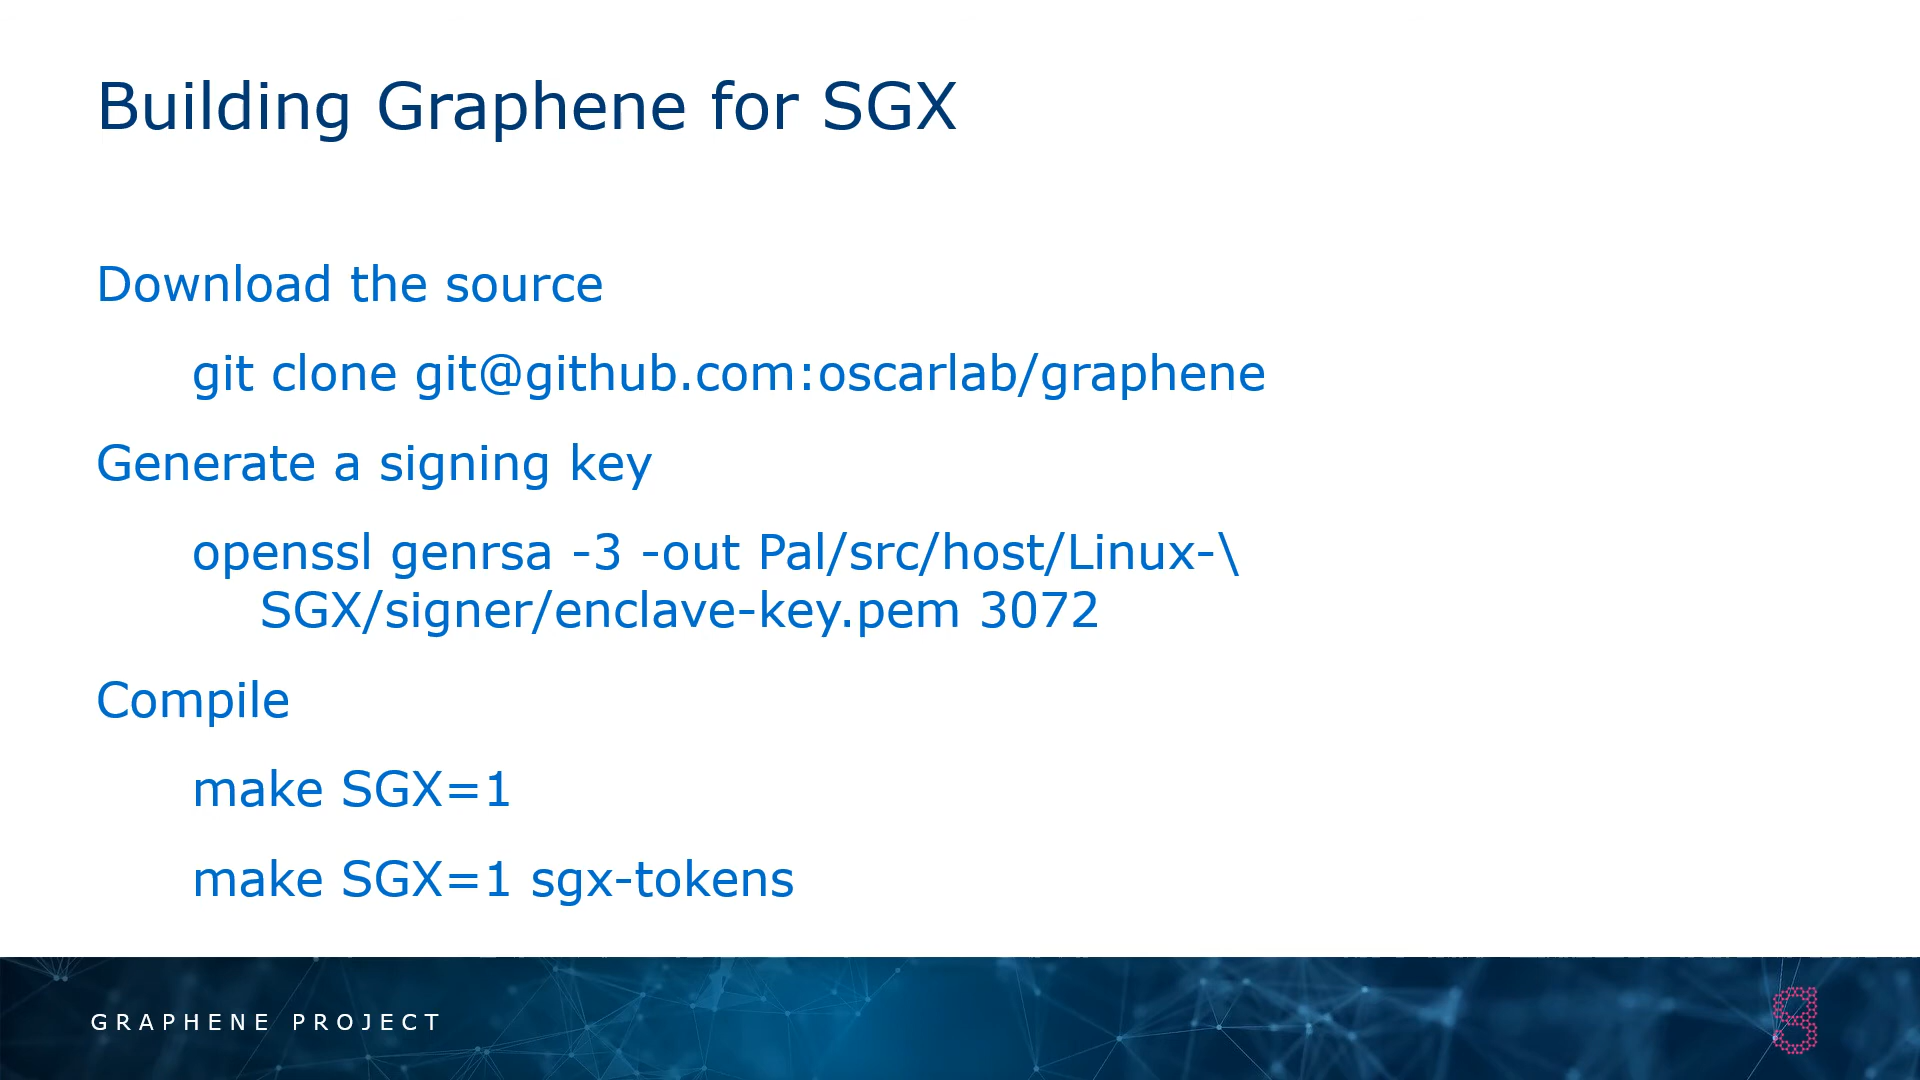 Building Graphene for SGX
Download the source
git clone git@github.com:oscarlab/graphene
Generate a signing key
openssl genrsa -3 -out Pal/src/host/Linux-\
SGX/signer/enclave-key.pem 3072
Compile
make SGX=1
make SGX=1 sgx-tokens
GRAPHENE PROJECT